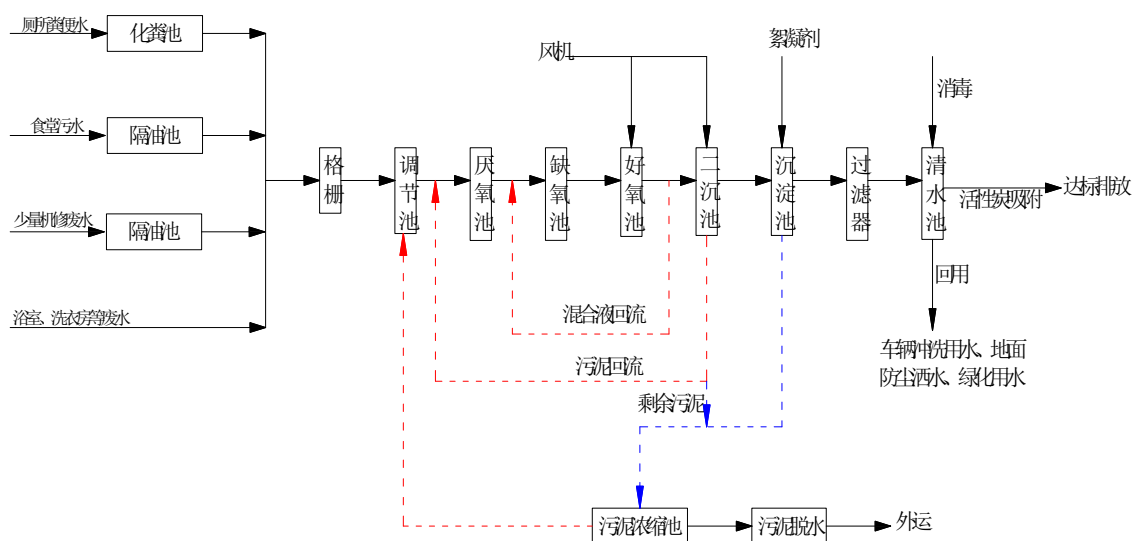 厕所粪便水
化粪池
食堂污水
隔油池
少量机修废水
隔油池
浴室、洗衣房等废水
格栅
调节池
厌氧池
缺氧池
好氧池
二沉池
沉淀池
过滤器
清水池
风机
絮凝剂
消毒
活性炭吸附
达标排放
回用
车辆冲洗用水、地面
防尘洒水、绿化用水
混合液回流
污泥回流
剩余污泥
污泥浓缩池
污泥脱水
外运